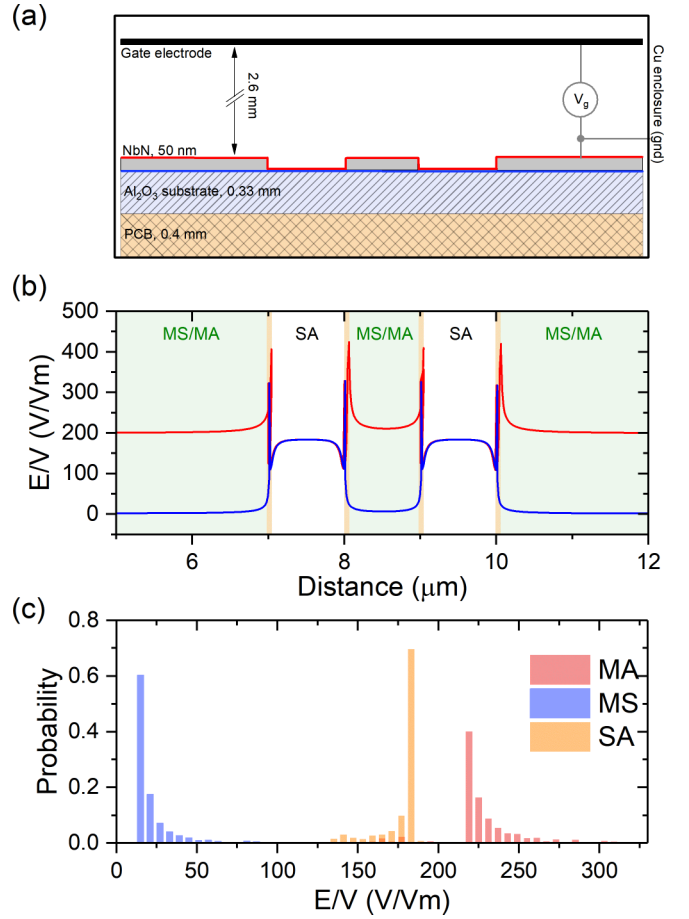 (a)
Gate electrode
2.6 mm
Vg
Cu enclosure (gnd)
NbN, 50 nm
Al₂O₃ substrate, 0.33 mm
PCB, 0.4 mm
(b)
500
400
300
200
100
0
E/V (V/Vm)
MS/MA
SA
MS/MA
SA
MS/MA
6
8
10
12
Distance (μm)
(c)
0.8
0.6
0.4
0.2
0.0
Probability
MA
MS
SA
0
50
100
150
200
250
300
E/V (V/Vm)